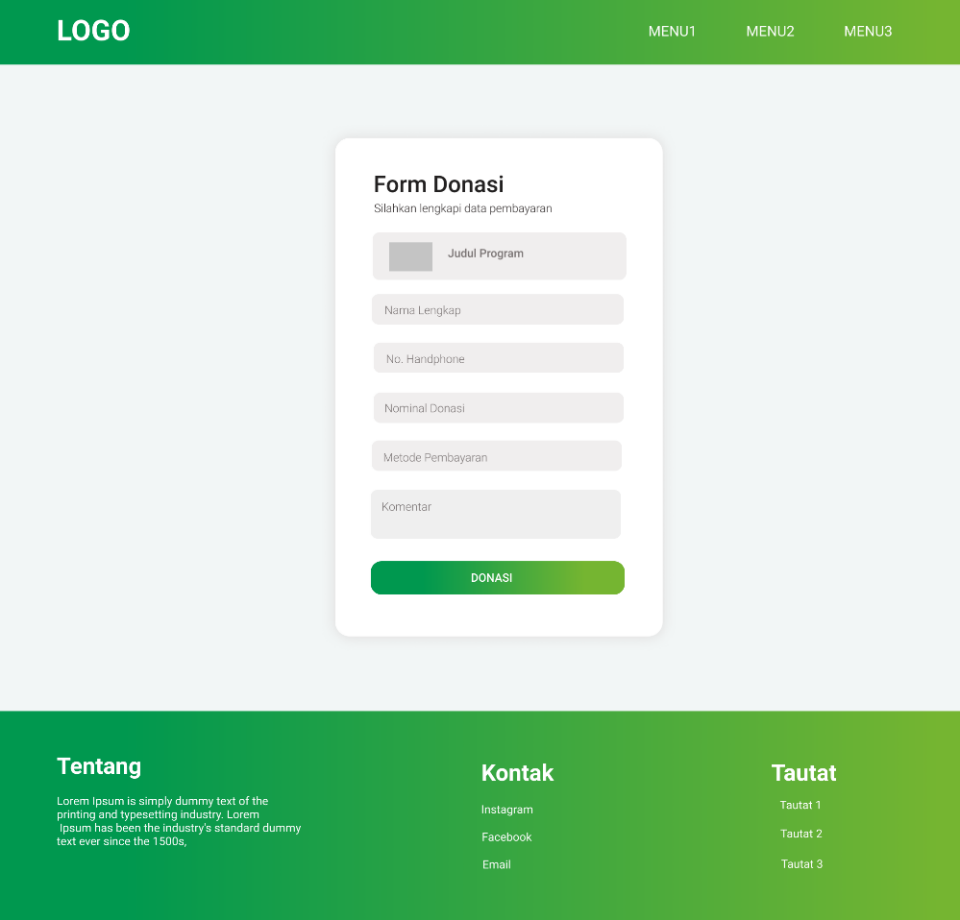 LOGO
MENU1
MENU2
MENU3
Form Donasi
Silahkan lengkapi data pembayaran
Judul Program
Nama Lengkap
No. Handphone
Nominal Donasi
Metode Pembayaran
Komentar
DONASI
Tentang
Lorem Ipsum is simply dummy text of the
printing and typesetting industry. Lorem
Ipsum has been the industry's standard dummy
text ever since the 1500s,
Kontak
Instagram
Facebook
Email
Tautat
Tautat 1
Tautat 2
Tautat 3